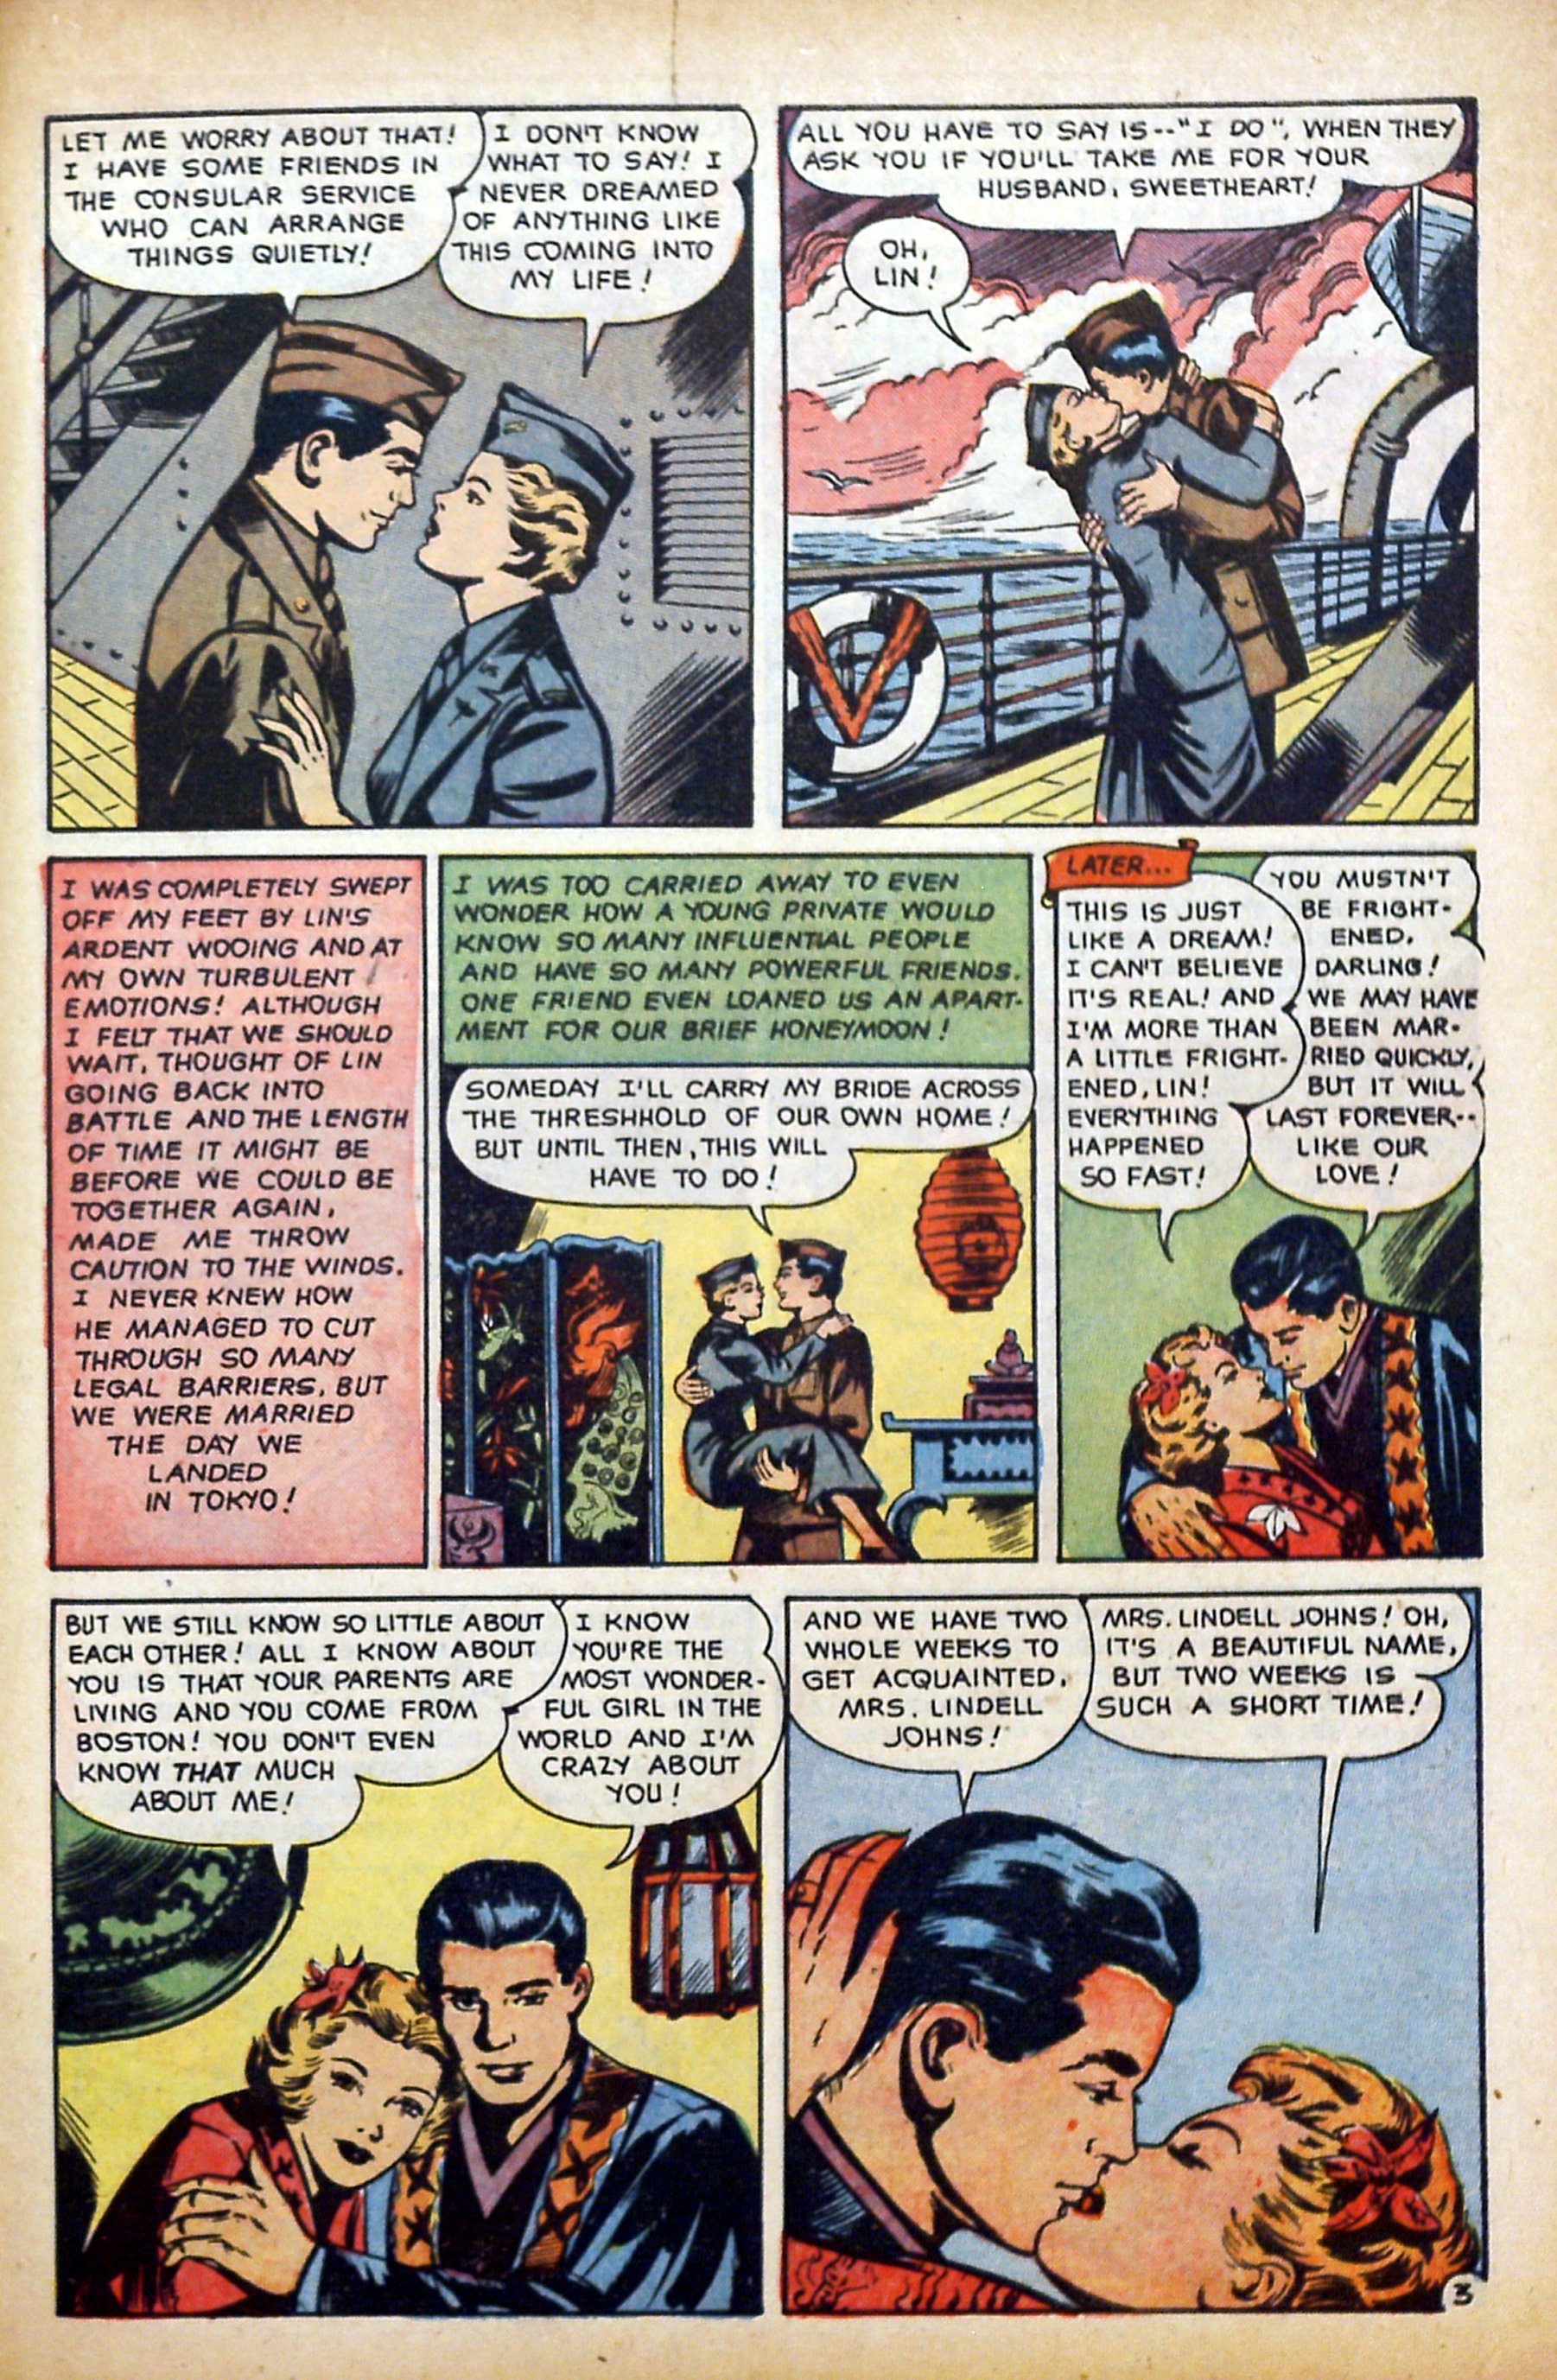 LET ME WORRY ABOUT THAT!
I HAVE SOME FRIENDS IN
THE CONSULAR SERVICE
WHO CAN ARRANGE
THINGS QUIETLY!
I DON'T KNOW
WHAT TO SAY! I
NEVER DREAMED
OF ANYTHING LIKE
THIS COMING INTO
MY LIFE!
ALL YOU HAVE TO SAY IS--"I DO", WHEN THEY
ASK YOU IF YOU'LL TAKE ME FOR YOUR
HUSBAND, SWEETHEART!
OH,
LIN!
I WAS COMPLETELY SWEPT
OFF MY FEET BY LIN'S
ARDENT WOOING AND AT
MY OWN TURBULENT
EMOTIONS! ALTHOUGH
I FELT THAT WE SHOULD
WAIT, THOUGHT OF LIN
GOING BACK INTO
BATTLE AND THE LENGTH
OF TIME IT MIGHT BE
BEFORE WE COULD BE
TOGETHER AGAIN,
MADE ME THROW
CAUTION TO THE WINDS.
I NEVER KNEW HOW
HE MANAGED TO CUT
THROUGH SO MANY
LEGAL BARRIERS, BUT
WE WERE MARRIED
THE DAY WE
LANDED
IN TOKYO!
I WAS TOO CARRIED AWAY TO EVEN
WONDER HOW A YOUNG PRIVATE WOULD
KNOW SO MANY INFLUENTIAL PEOPLE
AND HAVE SO MANY POWERFUL FRIENDS.
ONE FRIEND EVEN LOANED US AN APART-
MENT FOR OUR BRIEF HONEYMOON!
SOMEDAY I'LL CARRY MY BRIDE ACROSS
THE THRESHHOLD OF OUR OWN HOME!
BUT UNTIL THEN, THIS WILL
HAVE TO DO!
LATER...
THIS IS JUST
LIKE A DREAM!
I CAN'T BELIEVE
IT'S REAL! AND
I'M MORE THAN
A LITTLE FRIGHT-
ENED, LIN!
EVERYTHING
HAPPENED
SO FAST!
YOU MUSTN'T
BE FRIGHT-
ENED,
DARLING!
WE MAY HAVE
BEEN MAR-
RIED QUICKLY,
BUT IT WILL
LAST FOREVER--
LIKE OUR
LOVE!
BUT WE STILL KNOW SO LITTLE ABOUT
EACH OTHER! ALL I KNOW ABOUT
YOU IS THAT YOUR PARENTS ARE
LIVING AND YOU COME FROM
BOSTON! YOU DON'T EVEN
KNOW THAT MUCH
ABOUT ME!
I KNOW
YOU'RE THE
MOST WONDER-
FUL GIRL IN THE
WORLD AND I'M
CRAZY ABOUT
YOU!
AND WE HAVE TWO
WHOLE WEEKS TO
GET ACQUAINTED,
MRS. LINDELL
JOHNS!
MRS. LINDELL JOHNS! OH,
IT'S A BEAUTIFUL NAME,
BUT TWO WEEKS IS
SUCH A SHORT TIME!
3